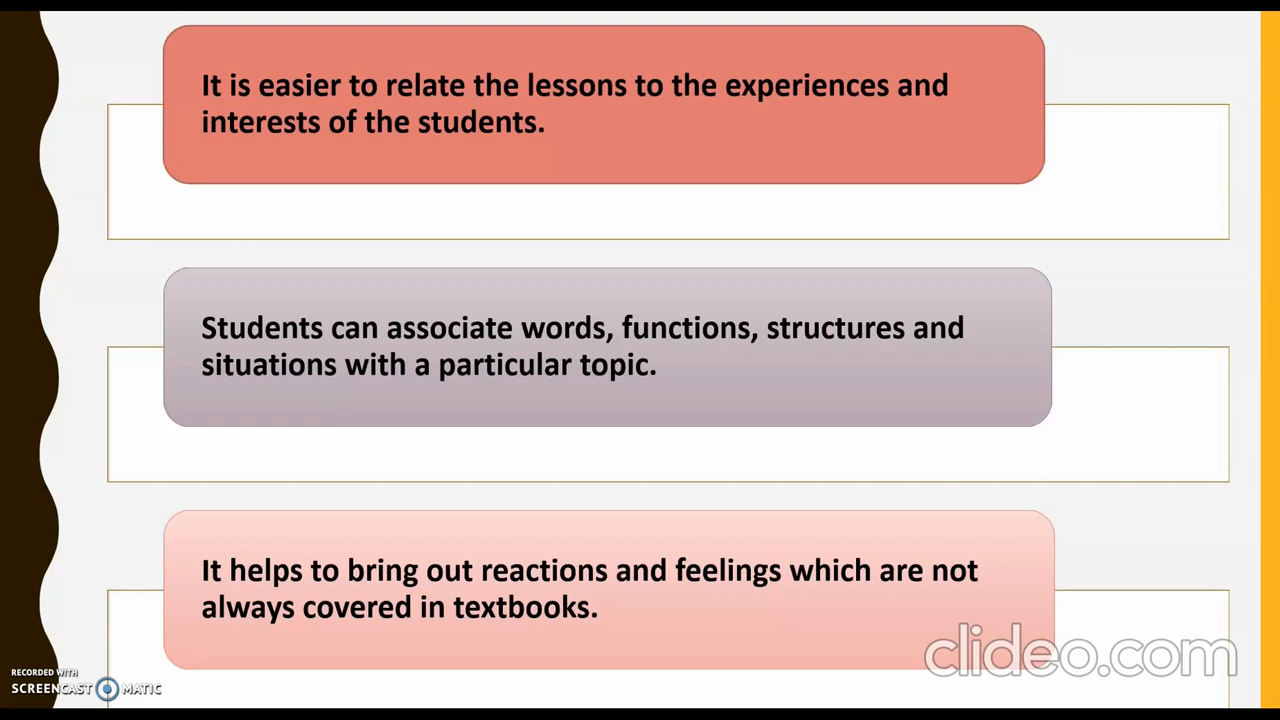 It is easier to relate the lessons to the experiences and
interests of the students.
Students can associate words, functions, structures and
situations with a particular topic.
It helps to bring out reactions and feelings which are not
always covered in textbooks.
clideo.com
RECORDED WITH
SCREENCAST MATIC